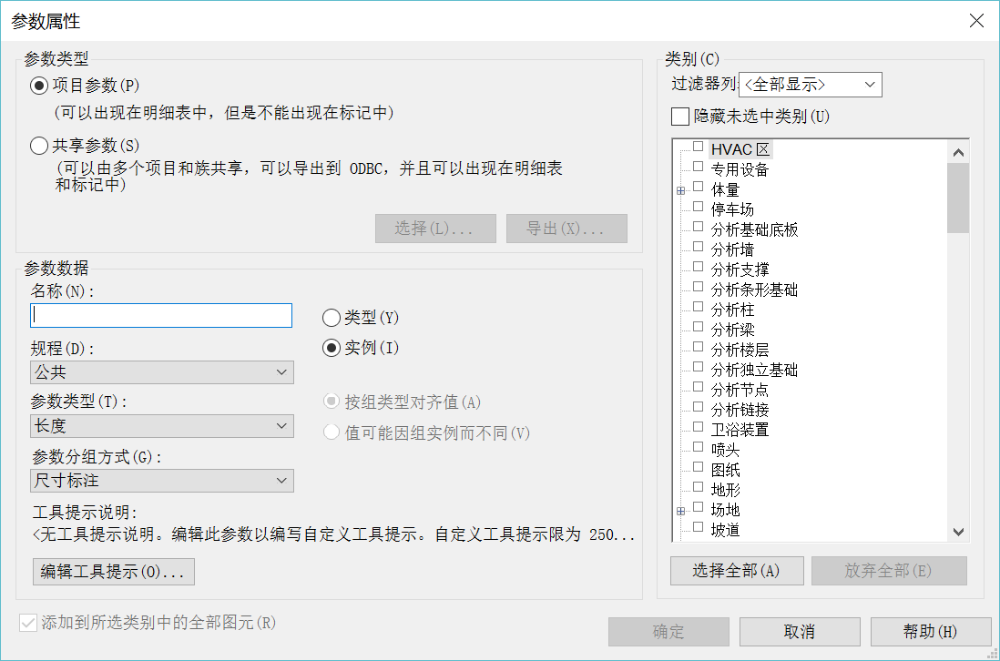 参数属性
参数类型
项目参数(P)
(可以出现在明细表中，但是不能出现在标记中)
共享参数(S)
(可以由多个项目和族共享，可以导出到 ODBC，并且可以出现在明细表
和标记中)
选择(L)...
导出(X)...
参数数据
名称(N):
类型(Y)
实例(I)
规程(D):
公共
参数类型(T):
长度
按组类型对齐值(A)
值可能因组实例而不同(V)
参数分组方式(G):
尺寸标注
工具提示说明:
<无工具提示说明。编辑此参数以编写自定义工具提示。自定义工具提示限为 250...
编辑工具提示(O)...
添加到所选类别中的全部图元(R)
类别(C)
过滤器列
<全部显示>
隐藏未选中类别(U)
HVAC 区
专用设备
体量
停车场
分析基础底板
分析墙
分析支撑
分析条形基础
分析柱
分析梁
分析楼层
分析独立基础
分析节点
分析链接
卫浴装置
喷头
图纸
地形
场地
坡道
选择全部(A)
放弃全部(E)
确定
取消
帮助(H)